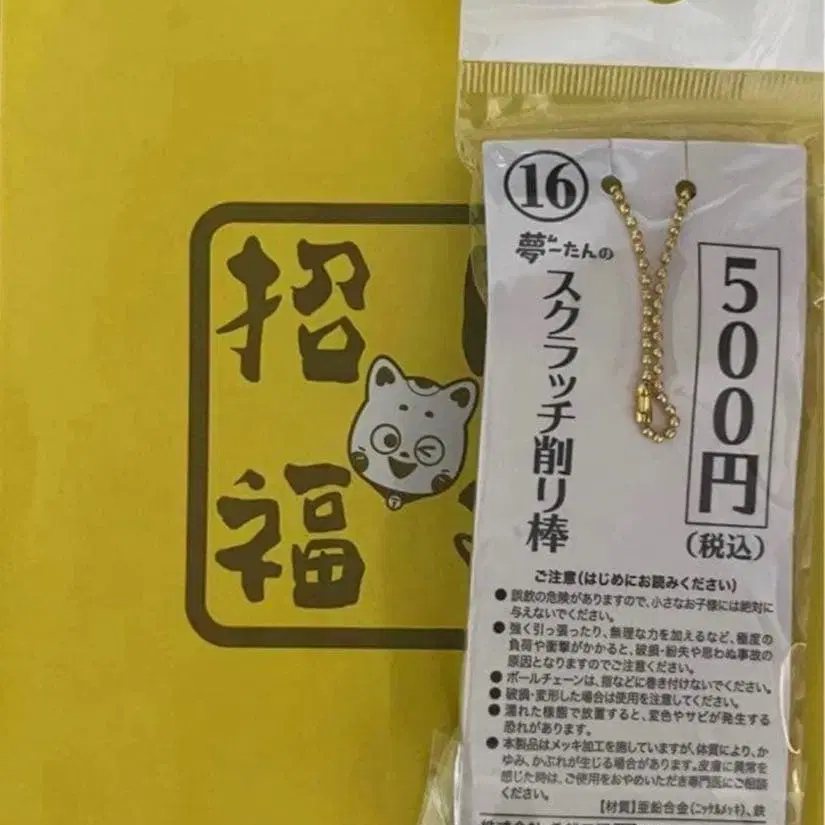 招
福
⑯
夢ーたんの
スクラッチ削り棒
500円
(税込)
ご注意(はじめにお読みください)
● 誤飲の危険がありますので、小さなお子様には絶対に
与えないでください。
● 強く引っ張ったり、無理な力を加えるなど、極度の
負荷や衝撃がかかると、破損・紛失や思わぬ事故の
原因となりますのでご注意ください。
● ボールチェーンは、指などに巻き付けないでください。
● 破損・変形した場合は使用を注意してください。
● 濡れた様態で放置すると、変色やサビが発生する
恐れがあります。
● 本製品はメッキ加工を施していますが、体質により、か
ゆみ、かぶれが生じる場合があります。皮膚に異常を
感じた時は、ご使用をおやめいただき専門医にご相談
ください。
【材質】亜鉛合金(ニッケルメッキ)、鉄
株式会社